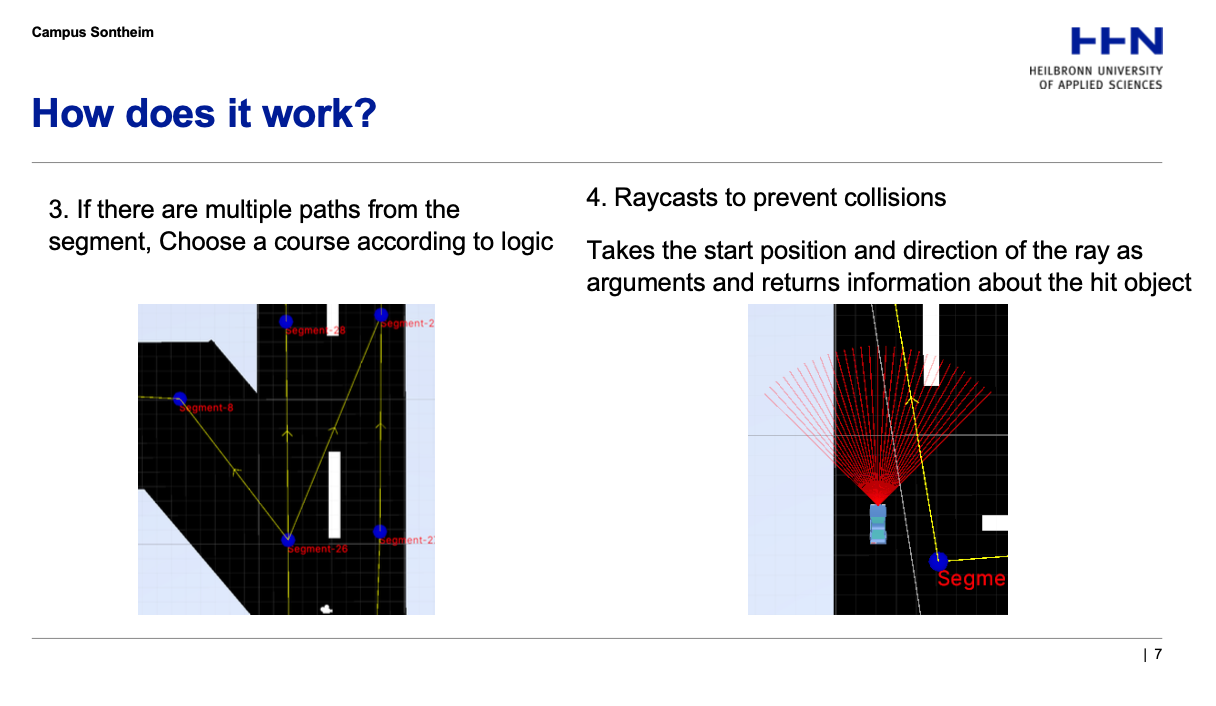 Campus Sontheim
HHN
HEILBRONN UNIVERSITY
OF APPLIED SCIENCES
How does it work?
3. If there are multiple paths from the
segment, Choose a course according to logic
4. Raycasts to prevent collisions
Takes the start position and direction of the ray as
arguments and returns information about the hit object
Segment-28
Segment-2
Segment-8
Segment-26
Segment-2
Segme
| 7